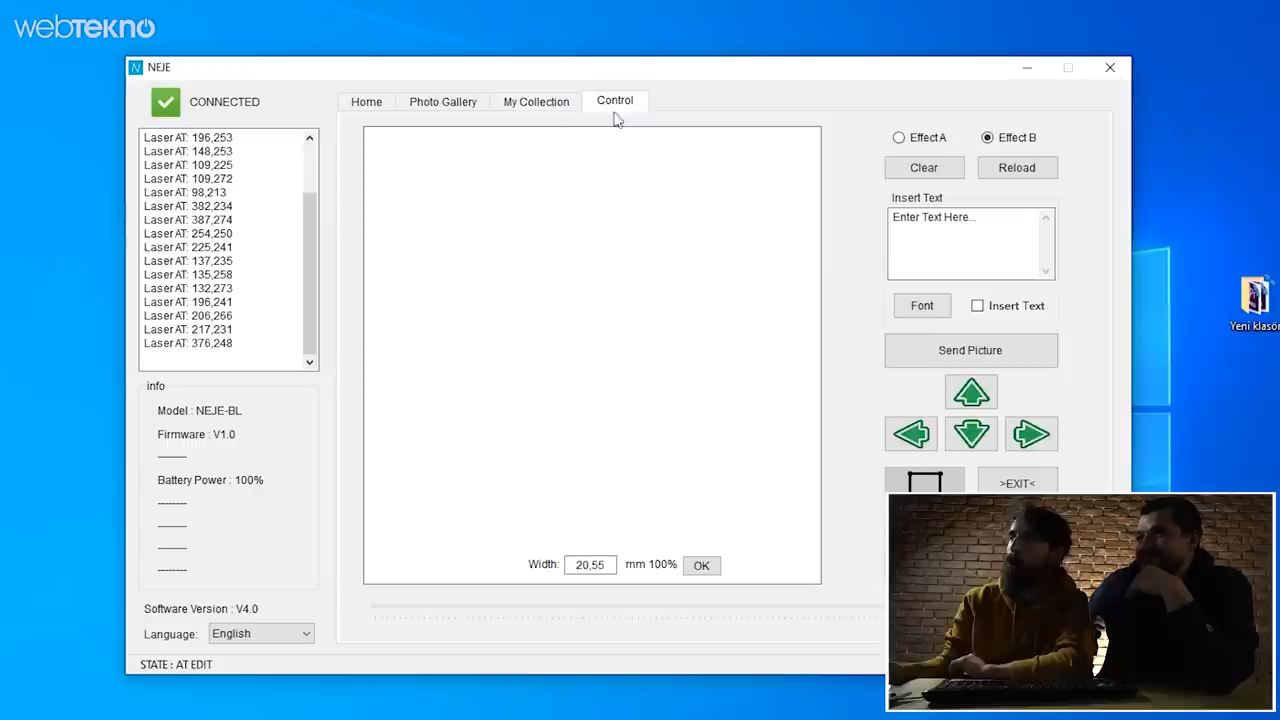 webTEKNO
NEJE
CONNECTED
Home
Photo Gallery
My Collection
Control
Laser AT: 196,253
Laser AT: 148,253
Laser AT: 109,225
Laser AT: 109,272
Laser AT: 98,213
Laser AT: 382,234
Laser AT: 387,274
Laser AT: 254,250
Laser AT: 225,241
Laser AT: 137,235
Laser AT: 135,258
Laser AT: 132,273
Laser AT: 196,241
Laser AT: 206,266
Laser AT: 217,231
Laser AT: 376,248
info
Model : NEJE-BL
Firmware : V1.0
Battery Power : 100%
Software Version : V4.0
Language: English
STATE : AT EDIT
Width: 20,55 mm 100% OK
Effect A
Effect B
Clear
Reload
Insert Text
Enter Text Here...
Font
Insert Text
Send Picture
>EXIT<
Yeni klasör